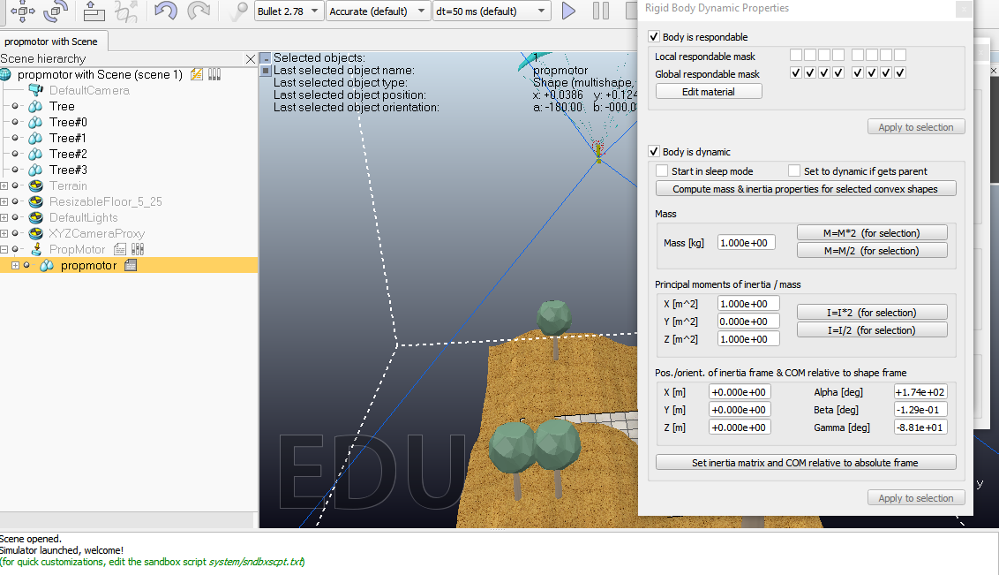 Rigid Body Dynamic Properties
Bullet 2.78
Accurate (default)
dt=50 ms (default)
propmotor with Scene
Scene hierarchy
propmotor with Scene (scene 1)
DefaultCamera
Tree
Tree#0
Tree#1
Tree#2
Tree#3
Terrain
ResizableFloor_5_25
DefaultLights
XYZCameraProxy
PropMotor
propmotor
Selected objects: 1
Last selected object name: propmotor
Last selected object type: Shape (multishape,
Last selected object position: x: +0.0386 y: +0.124
Last selected object orientation: a: -180.00 b: -000.0
EDU
y
Body is respondable
Local respondable mask
Global respondable mask
Edit material
Apply to selection
Body is dynamic
Start in sleep mode
Set to dynamic if gets parent
Compute mass & inertia properties for selected convex shapes
Mass
Mass [kg] 1.000e+00
M=M*2 (for selection)
M=M/2 (for selection)
Principal moments of inertia / mass
X [m^2] 1.000e+00
Y [m^2] 0.000e+00
Z [m^2] 1.000e+00
I=I*2 (for selection)
I=I/2 (for selection)
Pos./orient. of inertia frame & COM relative to shape frame
X [m] +0.000e+00 Alpha [deg] +1.74e+02
Y [m] +0.000e+00 Beta [deg] -1.29e-01
Z [m] +0.000e+00 Gamma [deg] -8.81e+01
Set inertia matrix and COM relative to absolute frame
Apply to selection
Scene opened.
Simulator launched, welcome!
(for quick customizations, edit the sandbox script system/sndbxscpt.txt)